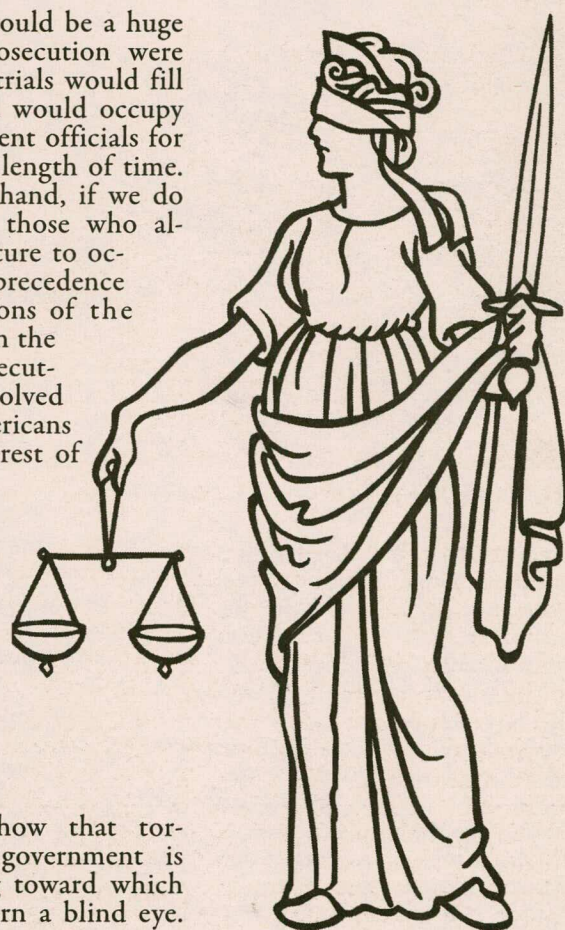 ould be a huge
osecution were
trials would fill
would occupy
ent officials for
length of time.
hand, if we do
those who al-
ture to oc-
precedence
ons of the
n the
ecut-
olved
ericans
rest of
how that tor-
government is
g toward which
rn a blind eye.